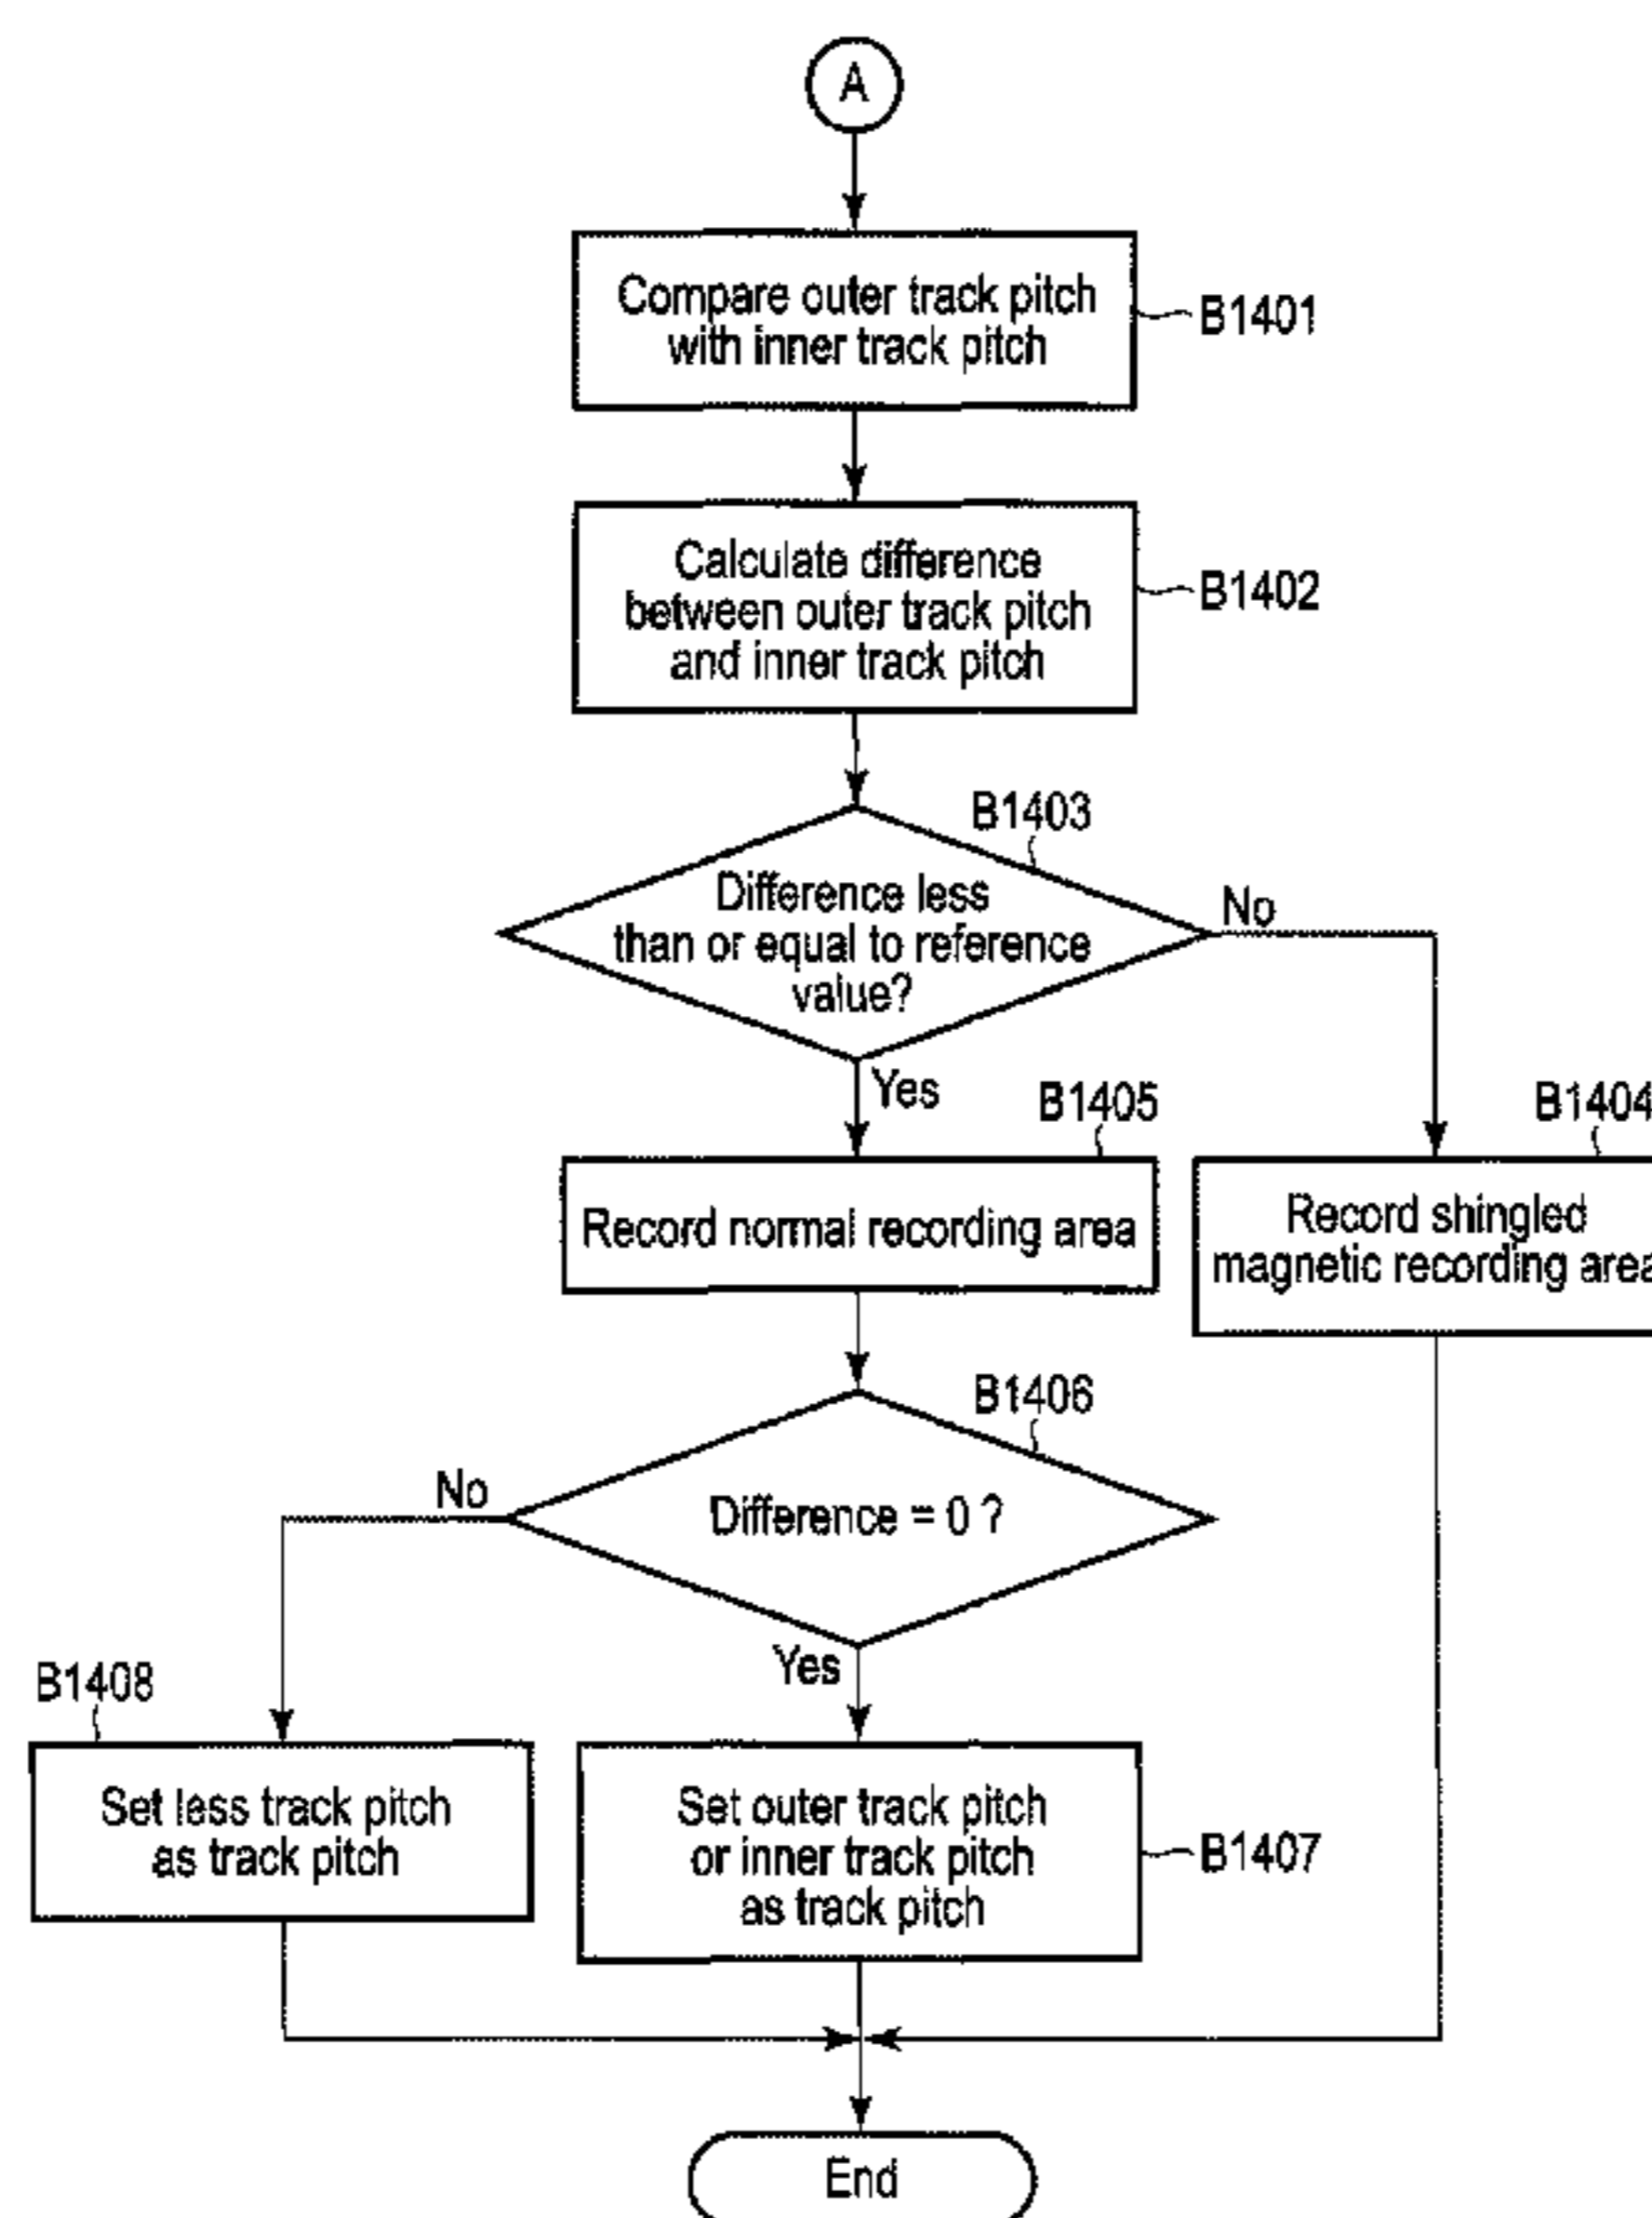 A
Compare outer track pitch
with inner track pitch
B1401
Calculate difference
between outer track pitch
and inner track pitch
B1402
B1403
Difference less
than or equal to reference
value?
No
Yes
B1405
B1404
Record normal recording area
Record shingled
magnetic recording area
B1406
Difference = 0 ?
No
Yes
B1408
Set less track pitch
as track pitch
Set outer track pitch
or inner track pitch
as track pitch
B1407
End